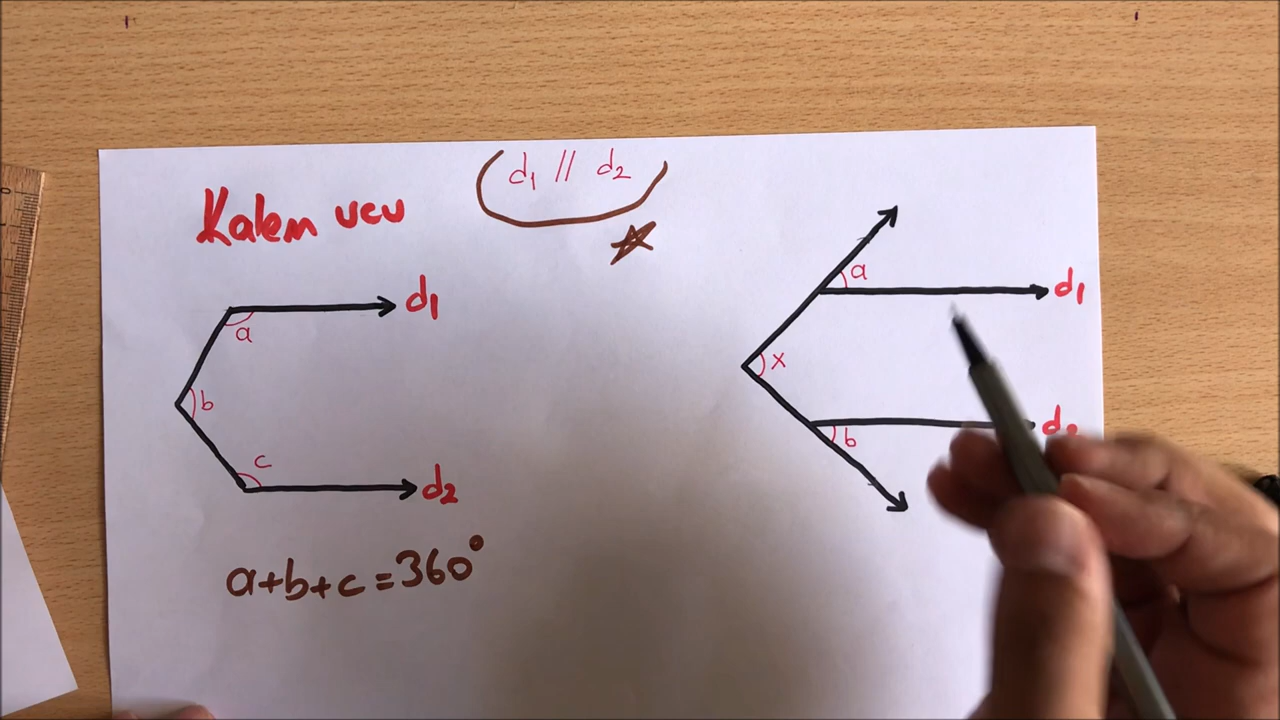 d1 // d2
Kalem ucu
d1
a
b
c
d2
a+b+c=360°
a
d1
x
b